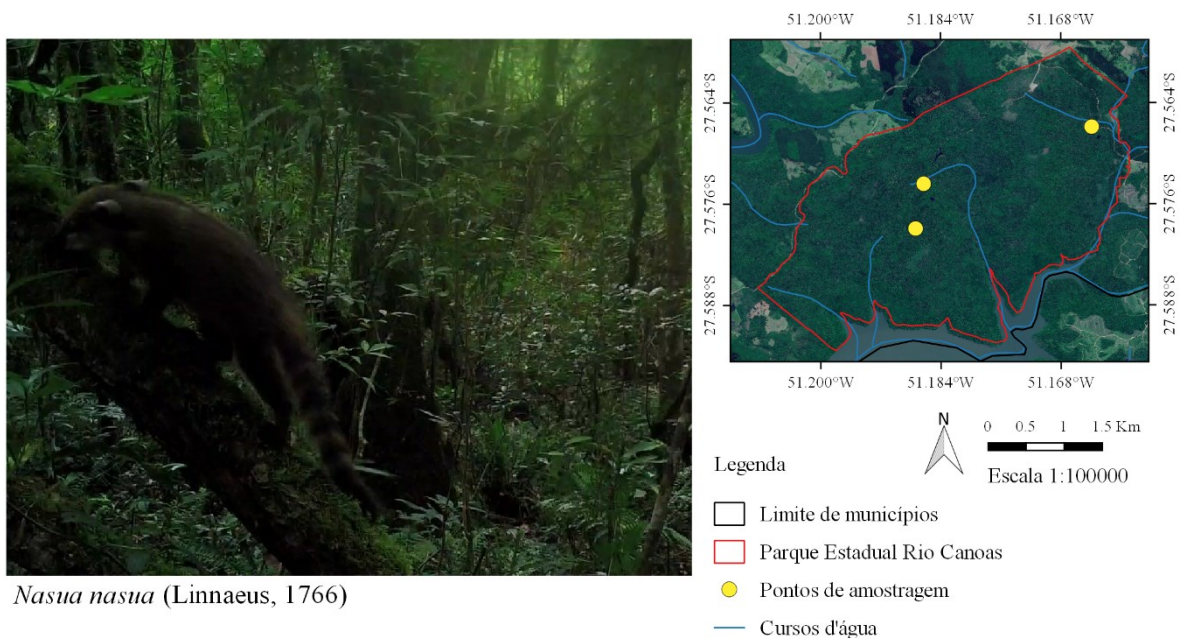 Nasua nasua (Linnaeus, 1766)
51.200°W 51.184°W 51.168°W
27.564°S 27.576°S 27.588°S
27.564°S 27.576°S 27.588°S
51.200°W 51.184°W 51.168°W
N
0 0.5 1 1.5 Km
Escala 1:100000
Legenda
Limite de municípios
Parque Estadual Rio Canoas
Pontos de amostragem
Cursos d'água